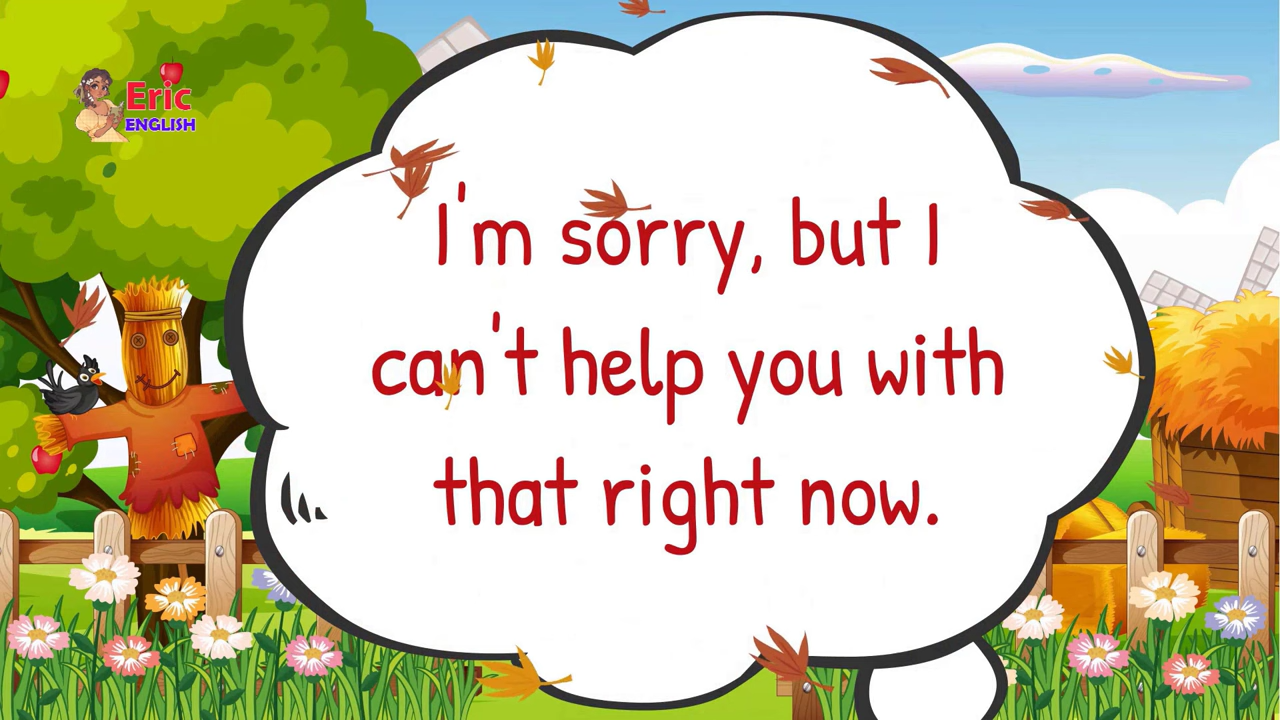 Eric
ENGLISH
I'm sorry, but I
can't help you with
that right now.